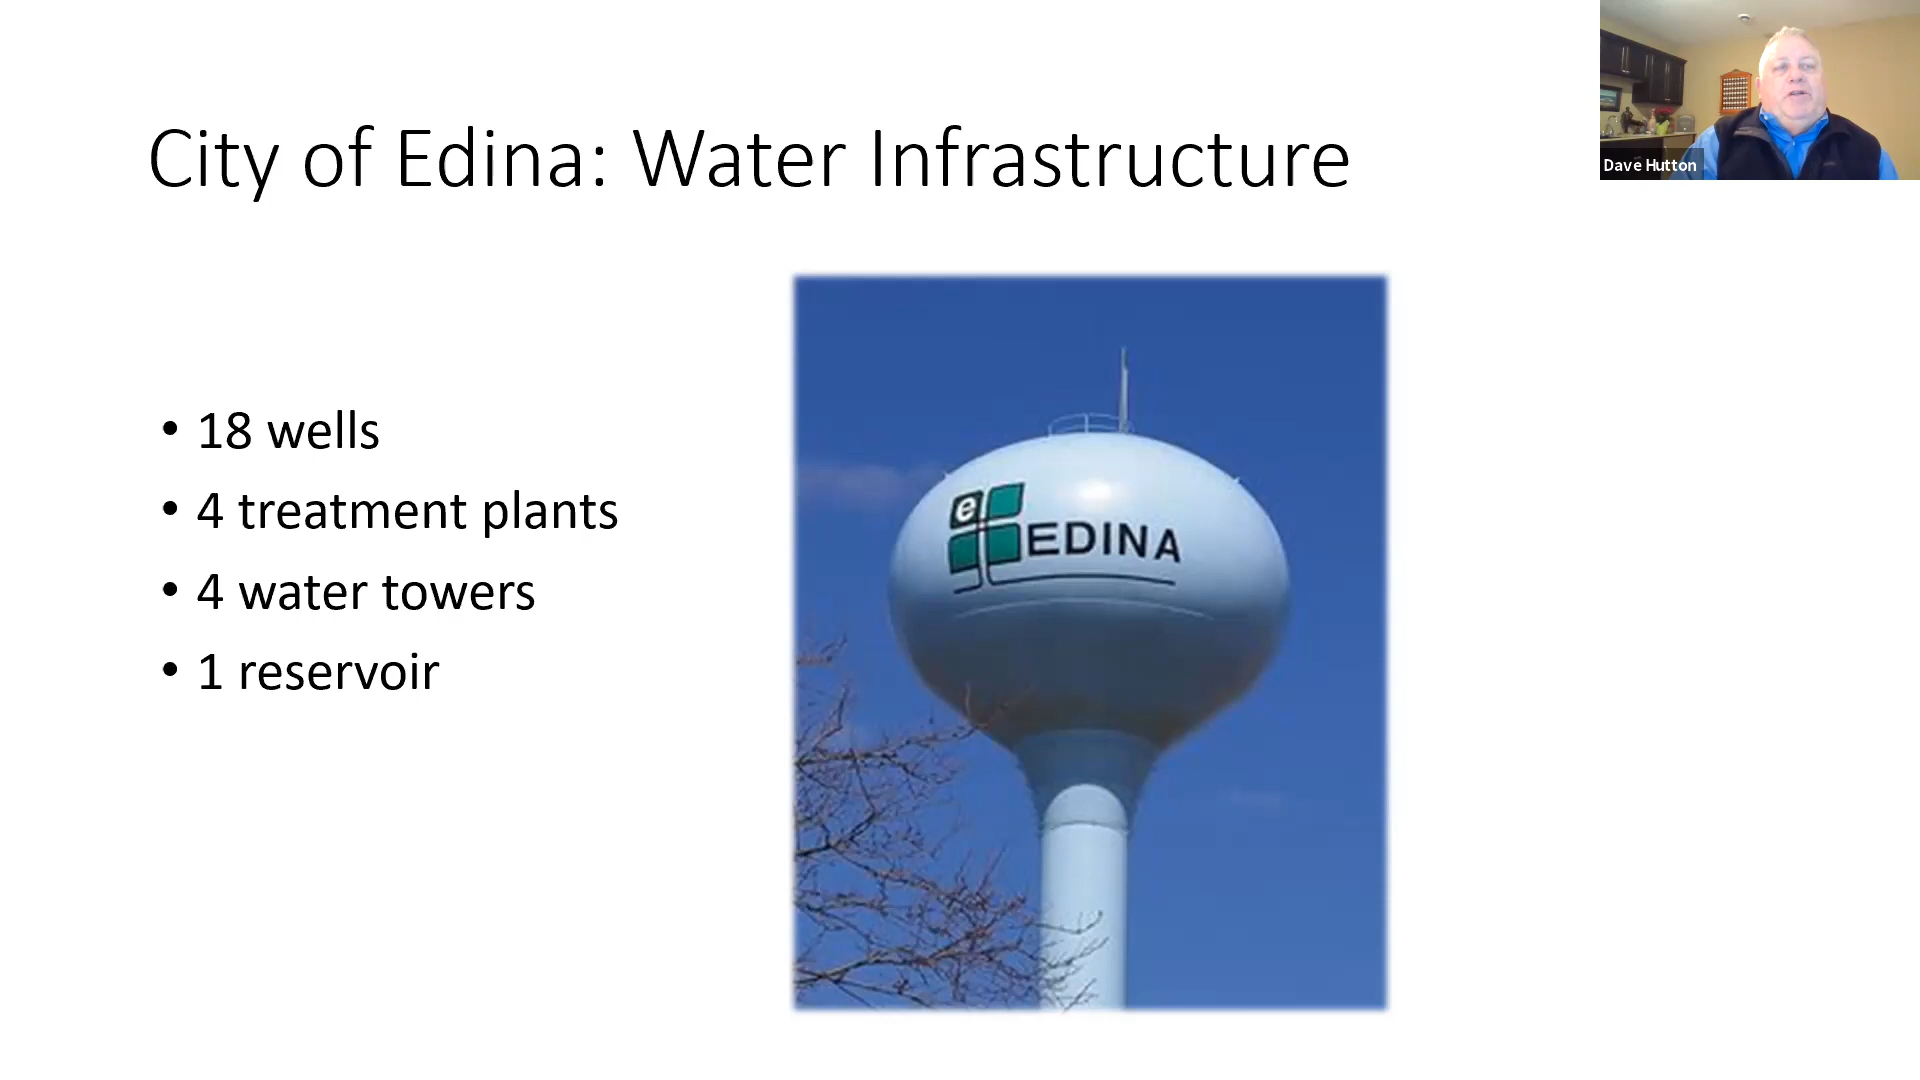 City of Edina: Water Infrastructure
Dave Hutton
• 18 wells
• 4 treatment plants
• 4 water towers
• 1 reservoir
e
EDINA